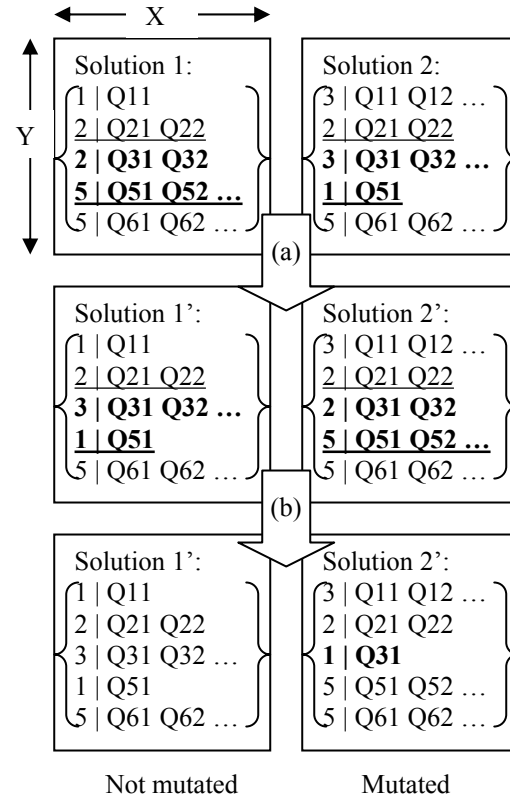 X
Y
Solution 1:
1 | Q11
2 | Q21 Q22
2 | Q31 Q32
5 | Q51 Q52 …
5 | Q61 Q62 …
Solution 2:
3 | Q11 Q12 …
2 | Q21 Q22
3 | Q31 Q32 …
1 | Q51
5 | Q61 Q62 …
(a)
Solution 1’:
1 | Q11
2 | Q21 Q22
3 | Q31 Q32 …
1 | Q51
5 | Q61 Q62 …
Solution 2’:
3 | Q11 Q12 …
2 | Q21 Q22
2 | Q31 Q32
5 | Q51 Q52 …
5 | Q61 Q62 …
(b)
Solution 1’:
1 | Q11
2 | Q21 Q22
3 | Q31 Q32 …
1 | Q51
5 | Q61 Q62 …
Solution 2’:
3 | Q11 Q12 …
2 | Q21 Q22
1 | Q31
5 | Q51 Q52 …
5 | Q61 Q62 …
Not mutated
Mutated